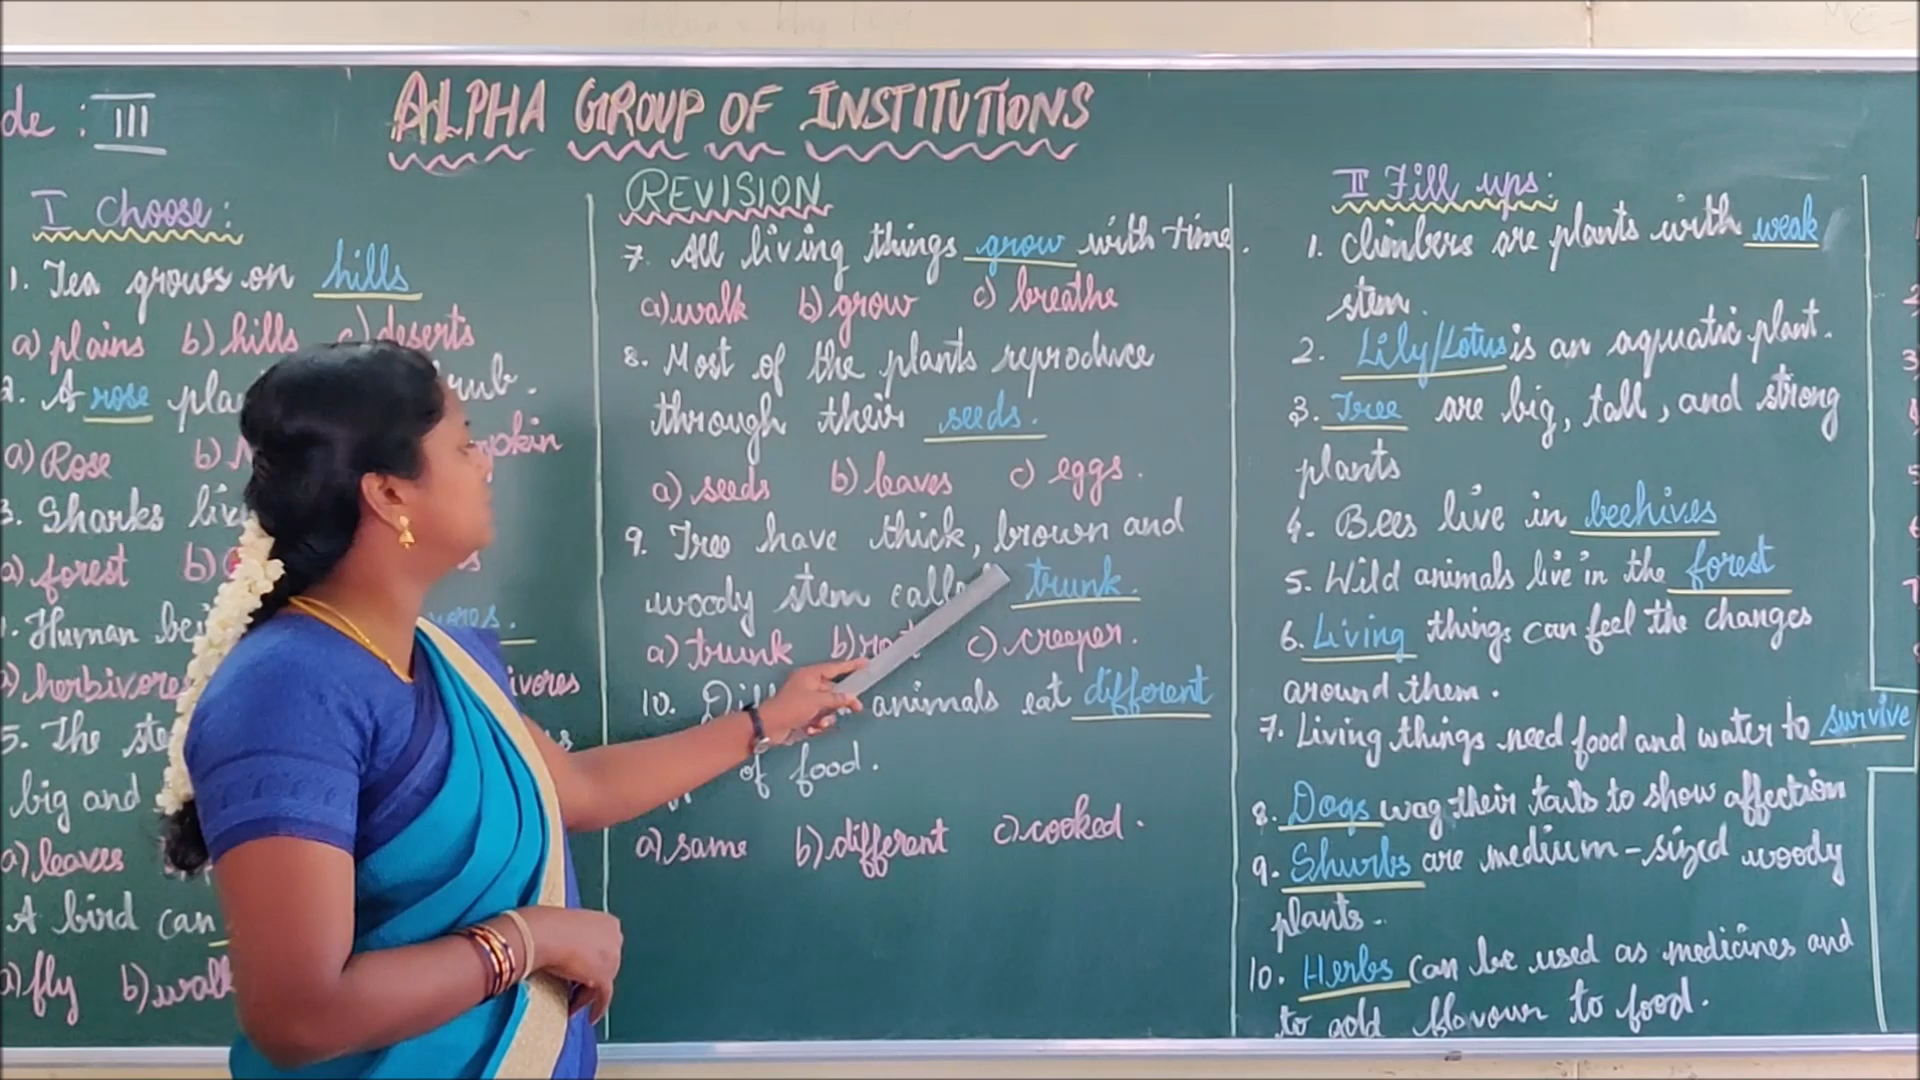 de : III
ALPHA GROUP OF INSTITUTIONS
I Choose:
1. Tea grows on hills
a) plains b) hills c) deserts
2. A rose
a) Rose b)
3. Sharks
a) forest b)
Human
a) herbivores
5. The
big and
a) leaves
A bird can
a) fly b) walk
REVISION
7. All living things grow with time.
a) walk b) grow c) breathe
8. Most of the plants reproduce
through their seeds.
a) seeds b) leaves c) eggs.
9. Tree have thick, brown and
woody stem trunk.
a) trunk b) c) creeper.
10. animals eat different
of food.
a) same b) different c) cooked.
II Fill ups:
1. Climbers are plants with weak
stem.
2. Lily/Lotus is an aquatic plant.
3. Tree are big, tall, and strong
plants
4. Bees live in beehives
5. Wild animals live in the forest
6. Living things can feel the changes
around them.
7. Living things need food and water to survive
8. Dogs wag their tails to show affection
9. Shurbs are medium-sized woody
plants.
10. Herbs can be used as medicines and
to add flavour to food.